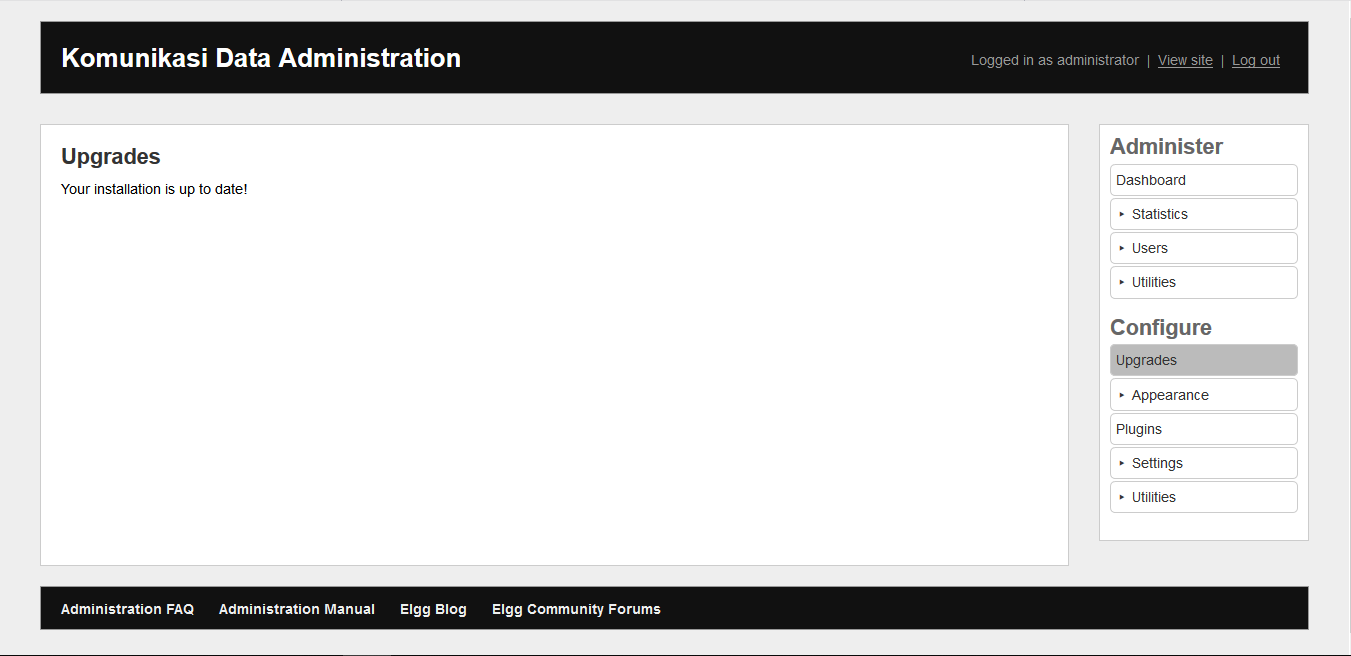 Komunikasi Data Administration
Logged in as administrator | View site | Log out
Upgrades
Your installation is up to date!
Administer
Dashboard
Statistics
Users
Utilities
Configure
Upgrades
Appearance
Plugins
Settings
Utilities
Administration FAQ Administration Manual Elgg Blog Elgg Community Forums